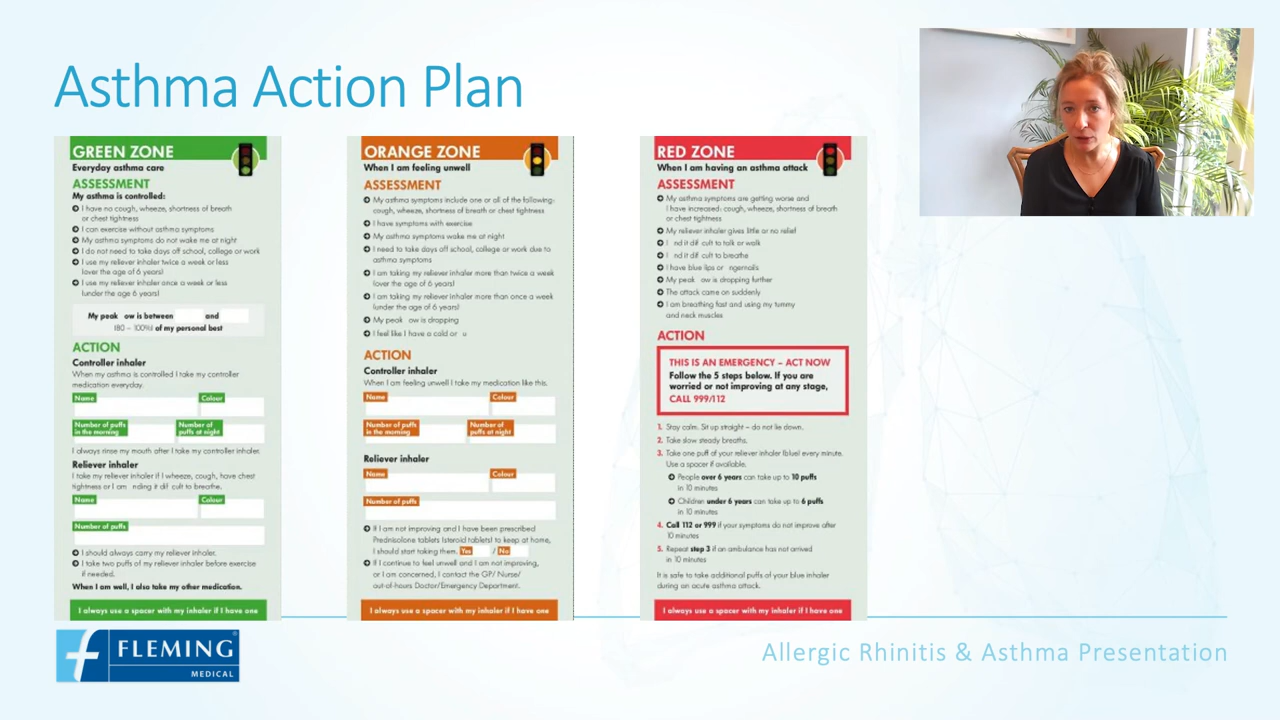 Asthma Action Plan
GREEN ZONE
Everyday asthma care
ASSESSMENT
My asthma is controlled:
I have no cough, wheeze, shortness of breath
or chest tightness
I can exercise without asthma symptoms
My asthma symptoms do not wake me at night
I do not need to take days off school, college or work
I use my reliever inhaler twice a week or less
(over the age of 6 years)
I use my reliever inhaler once a week or less
(under the age 6 years)
My peak ow is between and
(80 – 100%) of my personal best
ACTION
Controller inhaler
When my asthma is controlled I take my controller
medication everyday.
Name Colour
Number of puffs in the morning Number of puffs at night
I always rinse my mouth after I take my controller inhaler.
Reliever inhaler
I take my reliever inhaler if I wheeze, cough, have chest
tightness or I am nding it dif cult to breathe.
Name Colour
Number of puffs
I should always carry my reliever inhaler.
I take two puffs of my reliever inhaler before exercise
if needed.
When I am well, I also take my other medication.
I always use a spacer with my inhaler if I have one
ORANGE ZONE
When I am feeling unwell
ASSESSMENT
My asthma symptoms include one or all of the following:
cough, wheeze, shortness of breath or chest tightness
I have symptoms with exercise
My asthma symptoms wake me at night
I need to take days off school, college or work due to
asthma symptoms
I am taking my reliever inhaler more than twice a week
(over the age of 6 years)
I am taking my reliever inhaler more than once a week
(under the age of 6 years)
My peak ow is dropping
I feel like I have a cold or u
ACTION
Controller inhaler
When I am feeling unwell I take my medication like this.
Name Colour
Number of puffs in the morning Number of puffs at night
Reliever inhaler
Name Colour
Number of puffs
If I am not improving and I have been prescribed
Prednisolone tablets (steroid tablets) to keep at home,
I should start taking them. Yes / No
If I continue to feel unwell and I am not improving,
or I am concerned, I contact the GP/ Nurse/
out-of-hours Doctor/Emergency Department.
I always use a spacer with my inhaler if I have one
RED ZONE
When I am having an asthma attack
ASSESSMENT
My asthma symptoms are getting worse and
I have increased: cough, wheeze, shortness of breath
or chest tightness
My reliever inhaler gives little or no relief
I nd it dif cult to talk or walk
I nd it dif cult to breathe
I have blue lips or ngernails
My peak ow is dropping further
The attack came on suddenly
I am breathing fast and using my tummy
and neck muscles
ACTION
THIS IS AN EMERGENCY – ACT NOW
Follow the 5 steps below. If you are
worried or not improving at any stage,
CALL 999/112
1. Stay calm. Sit up straight – do not lie down.
2. Take slow steady breaths.
3. Take one puff of your reliever inhaler (blue) every minute.
Use a spacer if available.
People over 6 years can take up to 10 puffs
in 10 minutes
Children under 6 years can take up to 6 puffs
in 10 minutes
4. Call 112 or 999 if your symptoms do not improve after
10 minutes
5. Repeat step 3 if an ambulance has not arrived
in 10 minutes
It is safe to take additional puffs of your blue inhaler
during an acute asthma attack.
I always use a spacer with my inhaler if I have one
FLEMING
MEDICAL
Allergic Rhinitis & Asthma Presentation